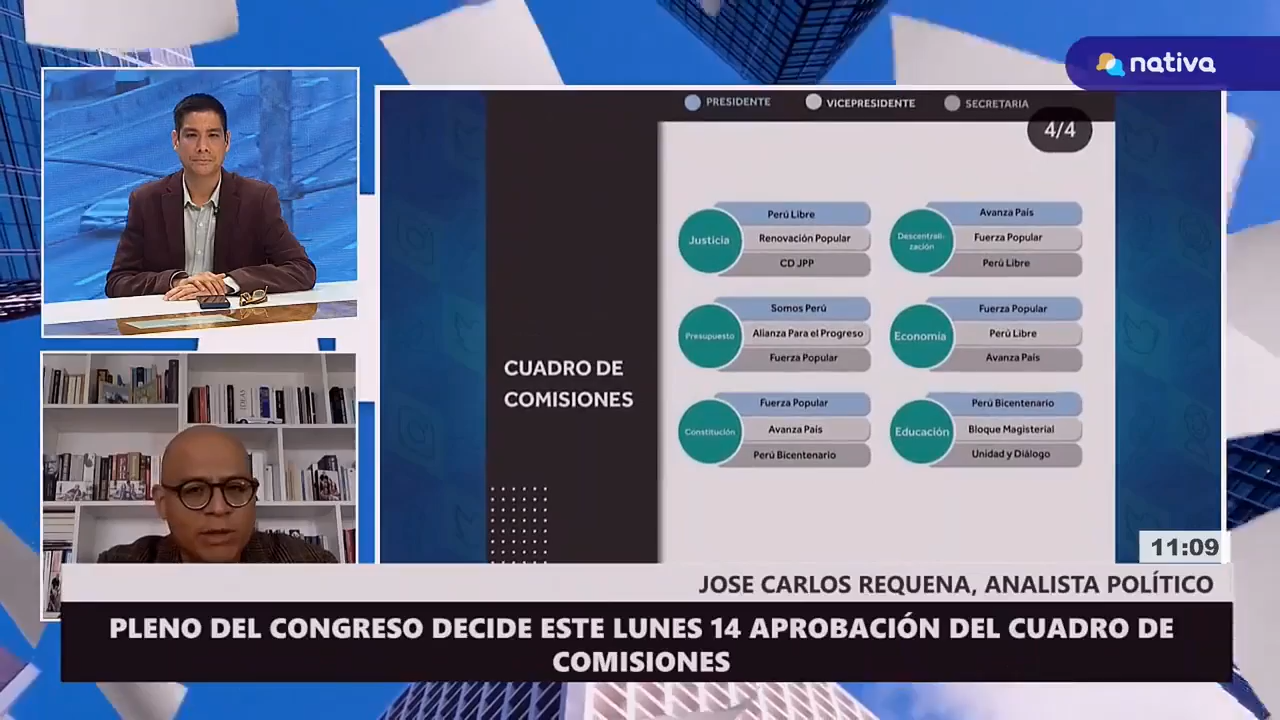 nativa
PRESIDENTE
VICEPRESIDENTE
SECRETARIA
4/4
CUADRO DE
COMISIONES
Justicia
Perú Libre
Renovación Popular
CD JPP
Descentrali-
zación
Avanza País
Fuerza Popular
Perú Libre
Presupuesto
Somos Perú
Alianza Para el Progreso
Fuerza Popular
Economía
Fuerza Popular
Perú Libre
Avanza País
Constitución
Fuerza Popular
Avanza País
Perú Bicentenario
Educación
Perú Bicentenario
Bloque Magisterial
Unidad y Diálogo
11:09
JOSE CARLOS REQUENA, ANALISTA POLÍTICO
PLENO DEL CONGRESO DECIDE ESTE LUNES 14 APROBACIÓN DEL CUADRO DE
COMISIONES